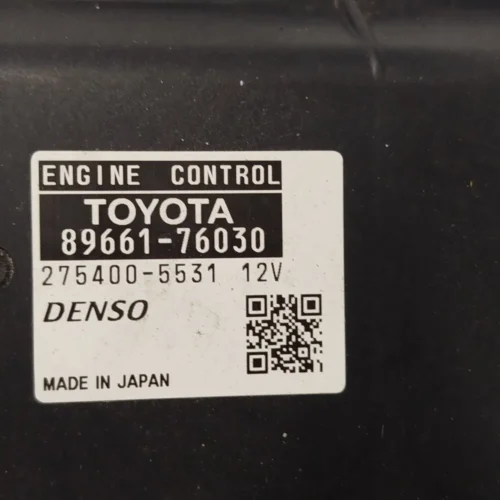 ENGINE CONTROL
TOYOTA
89661-76030
275400-5531 12V
DENSO
MADE IN JAPAN